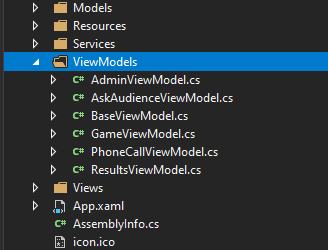 Models
Resources
Services
ViewModels
C# AdminViewModel.cs
C# AskAudienceViewModel.cs
C# BaseViewModel.cs
C# GameViewModel.cs
C# PhoneCallViewModel.cs
C# ResultsViewModel.cs
Views
App.xaml
C# AssemblyInfo.cs
icon.ico